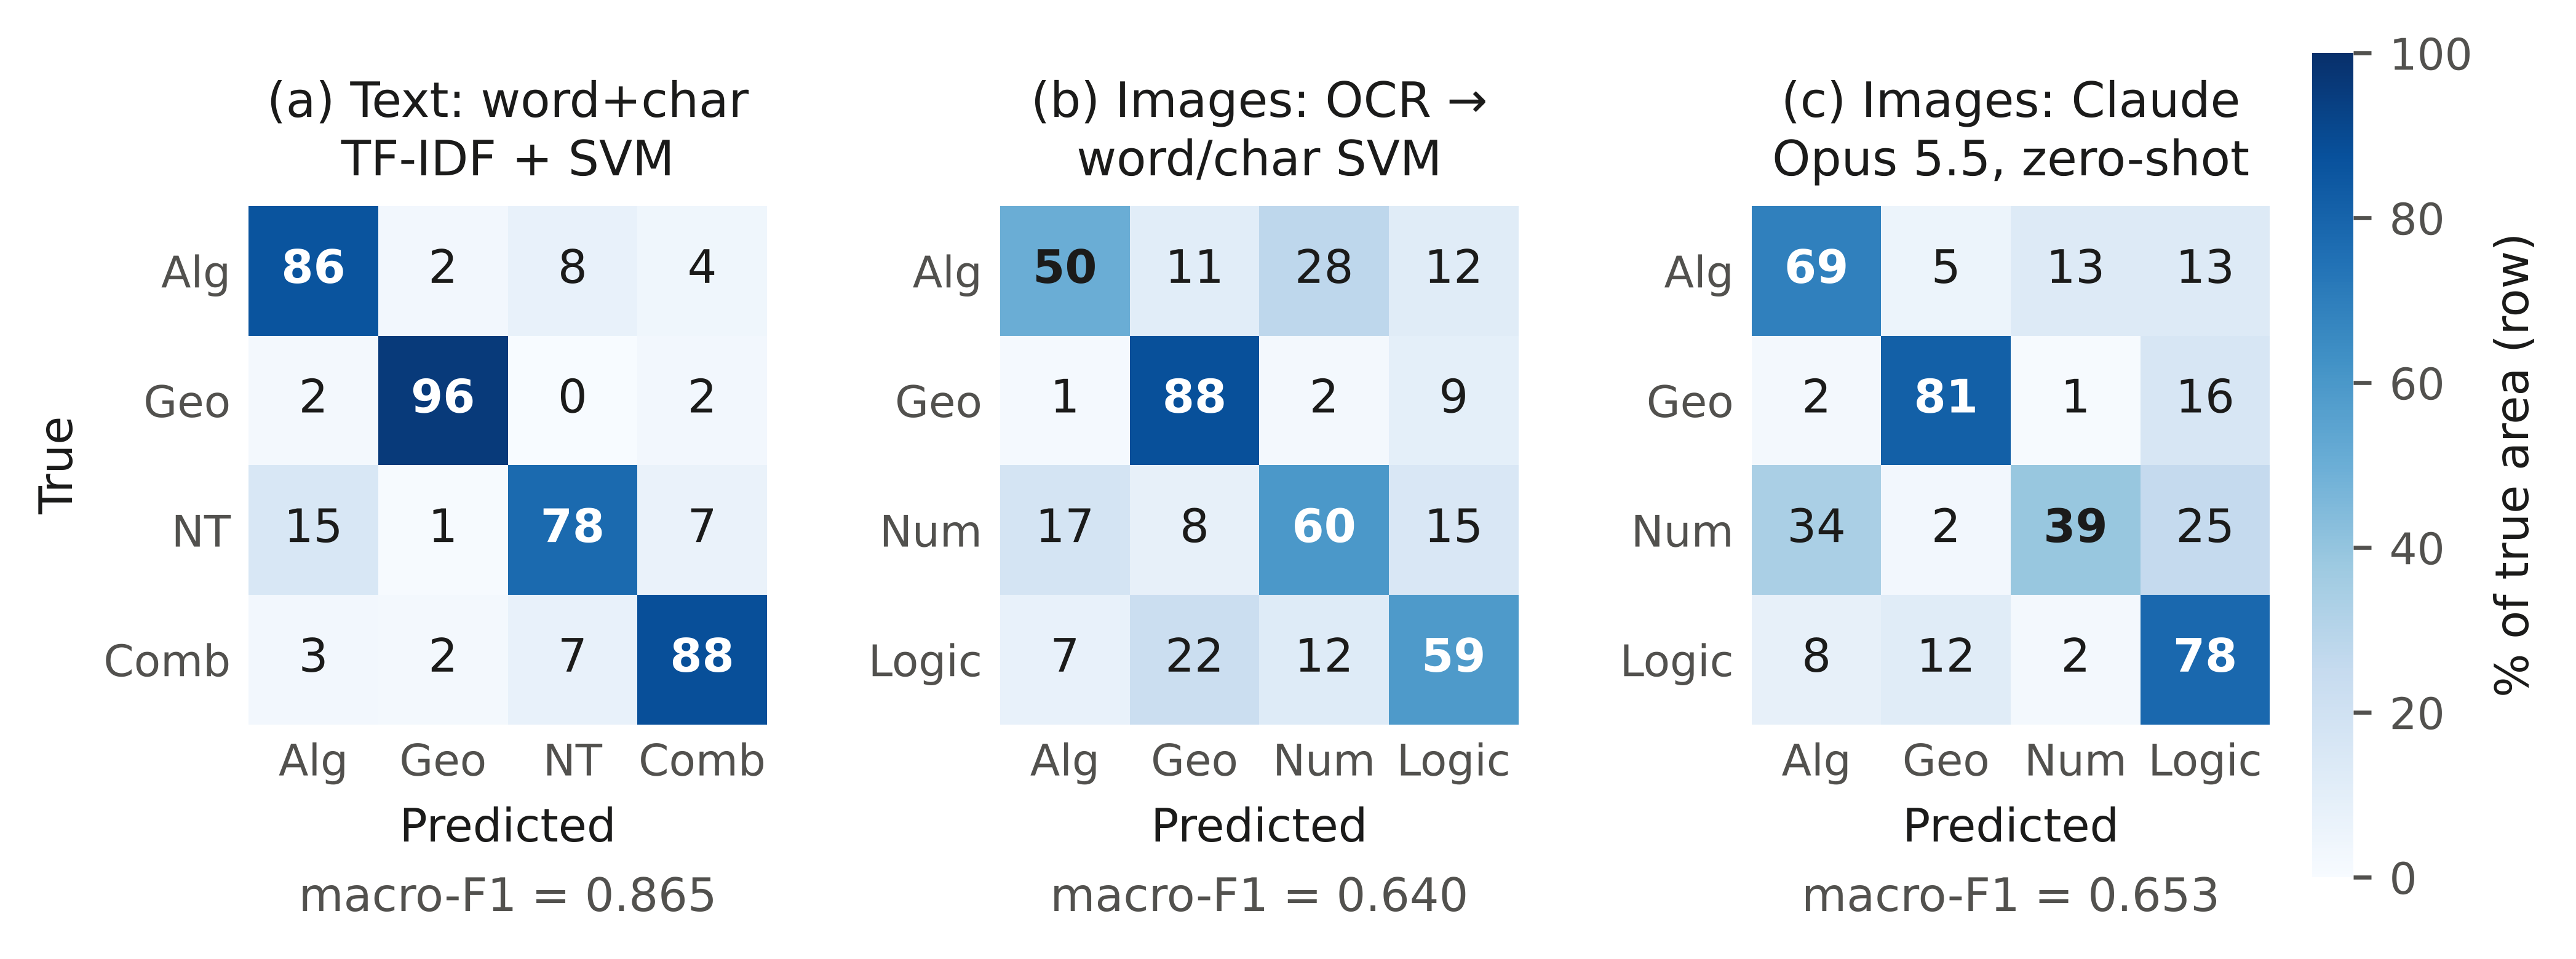 (a) Text: word+char
TF-IDF + SVM
True
Alg 86 2 8 4
Geo 2 96 0 2
NT 15 1 78 7
Comb 3 2 7 88
Alg Geo NT Comb
Predicted
macro-F1 = 0.865
(b) Images: OCR →
word/char SVM
Alg 50 11 28 12
Geo 1 88 2 9
Num 17 8 60 15
Logic 7 22 12 59
Alg Geo Num Logic
Predicted
macro-F1 = 0.640
(c) Images: Claude
Opus 5.5, zero-shot
Alg 69 5 13 13
Geo 2 81 1 16
Num 34 2 39 25
Logic 8 12 2 78
Alg Geo Num Logic
Predicted
macro-F1 = 0.653
100
80
60
40
20
0
% of true area (row)